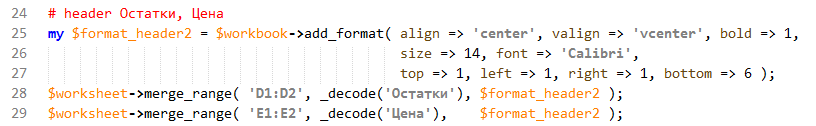 24 # header Остатки, Цена
25 my $format_header2 = $workbook->add_format( align => 'center', valign => 'vcenter', bold => 1,
26 size => 14, font => 'Calibri',
27 top => 1, left => 1, right => 1, bottom => 6 );
28 $worksheet->merge_range( 'D1:D2', _decode('Остатки'), $format_header2 );
29 $worksheet->merge_range( 'E1:E2', _decode('Цена'), $format_header2 );